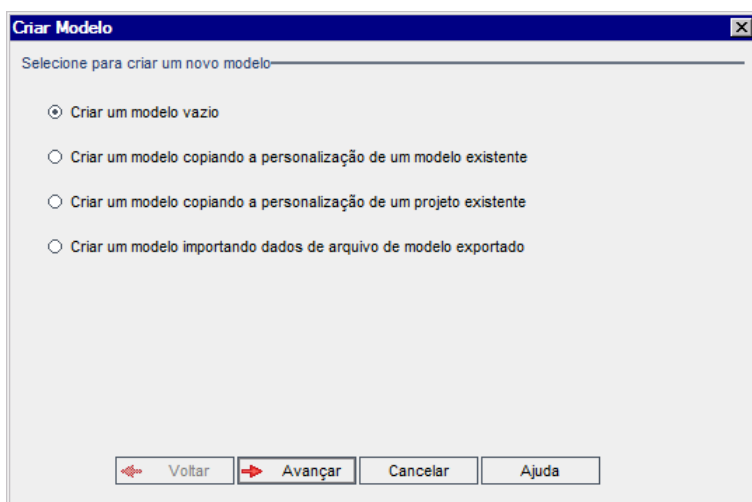 Criar Modelo
Selecione para criar um novo modelo
Criar um modelo vazio
Criar um modelo copiando a personalização de um modelo existente
Criar um modelo copiando a personalização de um projeto existente
Criar um modelo importando dados de arquivo de modelo exportado
Voltar Avançar Cancelar Ajuda